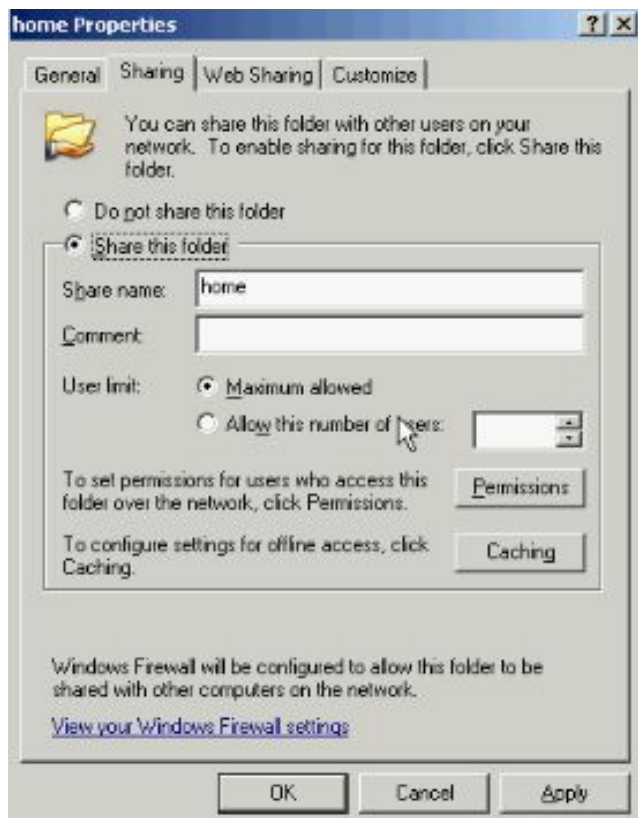 home Properties
General Sharing Web Sharing Customize
You can share this folder with other users on your
network. To enable sharing for this folder, click Share this
folder.
Do not share this folder
Share this folder
Share name: home
Comment:
User limit: Maximum allowed
Allow this number of users:
To set permissions for users who access this
folder over the network, click Permissions.
Permissions
To configure settings for offline access, click
Caching.
Caching
Windows Firewall will be configured to allow this folder to be
shared with other computers on the network.
View your Windows Firewall settings
OK Cancel Apply